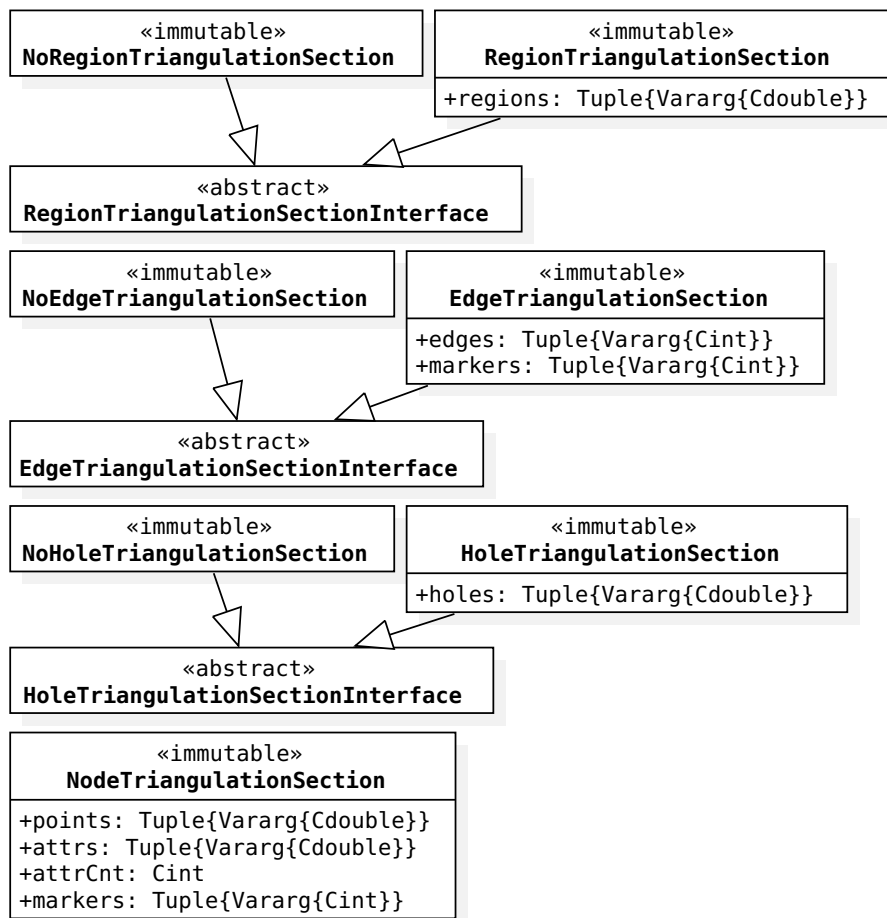 «immutable»
NoRegionTriangulationSection
«immutable»
RegionTriangulationSection
+regions: Tuple{Vararg{Cdouble}}
«abstract»
RegionTriangulationSectionInterface
«immutable»
NoEdgeTriangulationSection
«immutable»
EdgeTriangulationSection
+edges: Tuple{Vararg{Cint}}
+markers: Tuple{Vararg{Cint}}
«abstract»
EdgeTriangulationSectionInterface
«immutable»
NoHoleTriangulationSection
«immutable»
HoleTriangulationSection
+holes: Tuple{Vararg{Cdouble}}
«abstract»
HoleTriangulationSectionInterface
«immutable»
NodeTriangulationSection
+points: Tuple{Vararg{Cdouble}}
+attrs: Tuple{Vararg{Cdouble}}
+attrCnt: Cint
+markers: Tuple{Vararg{Cint}}